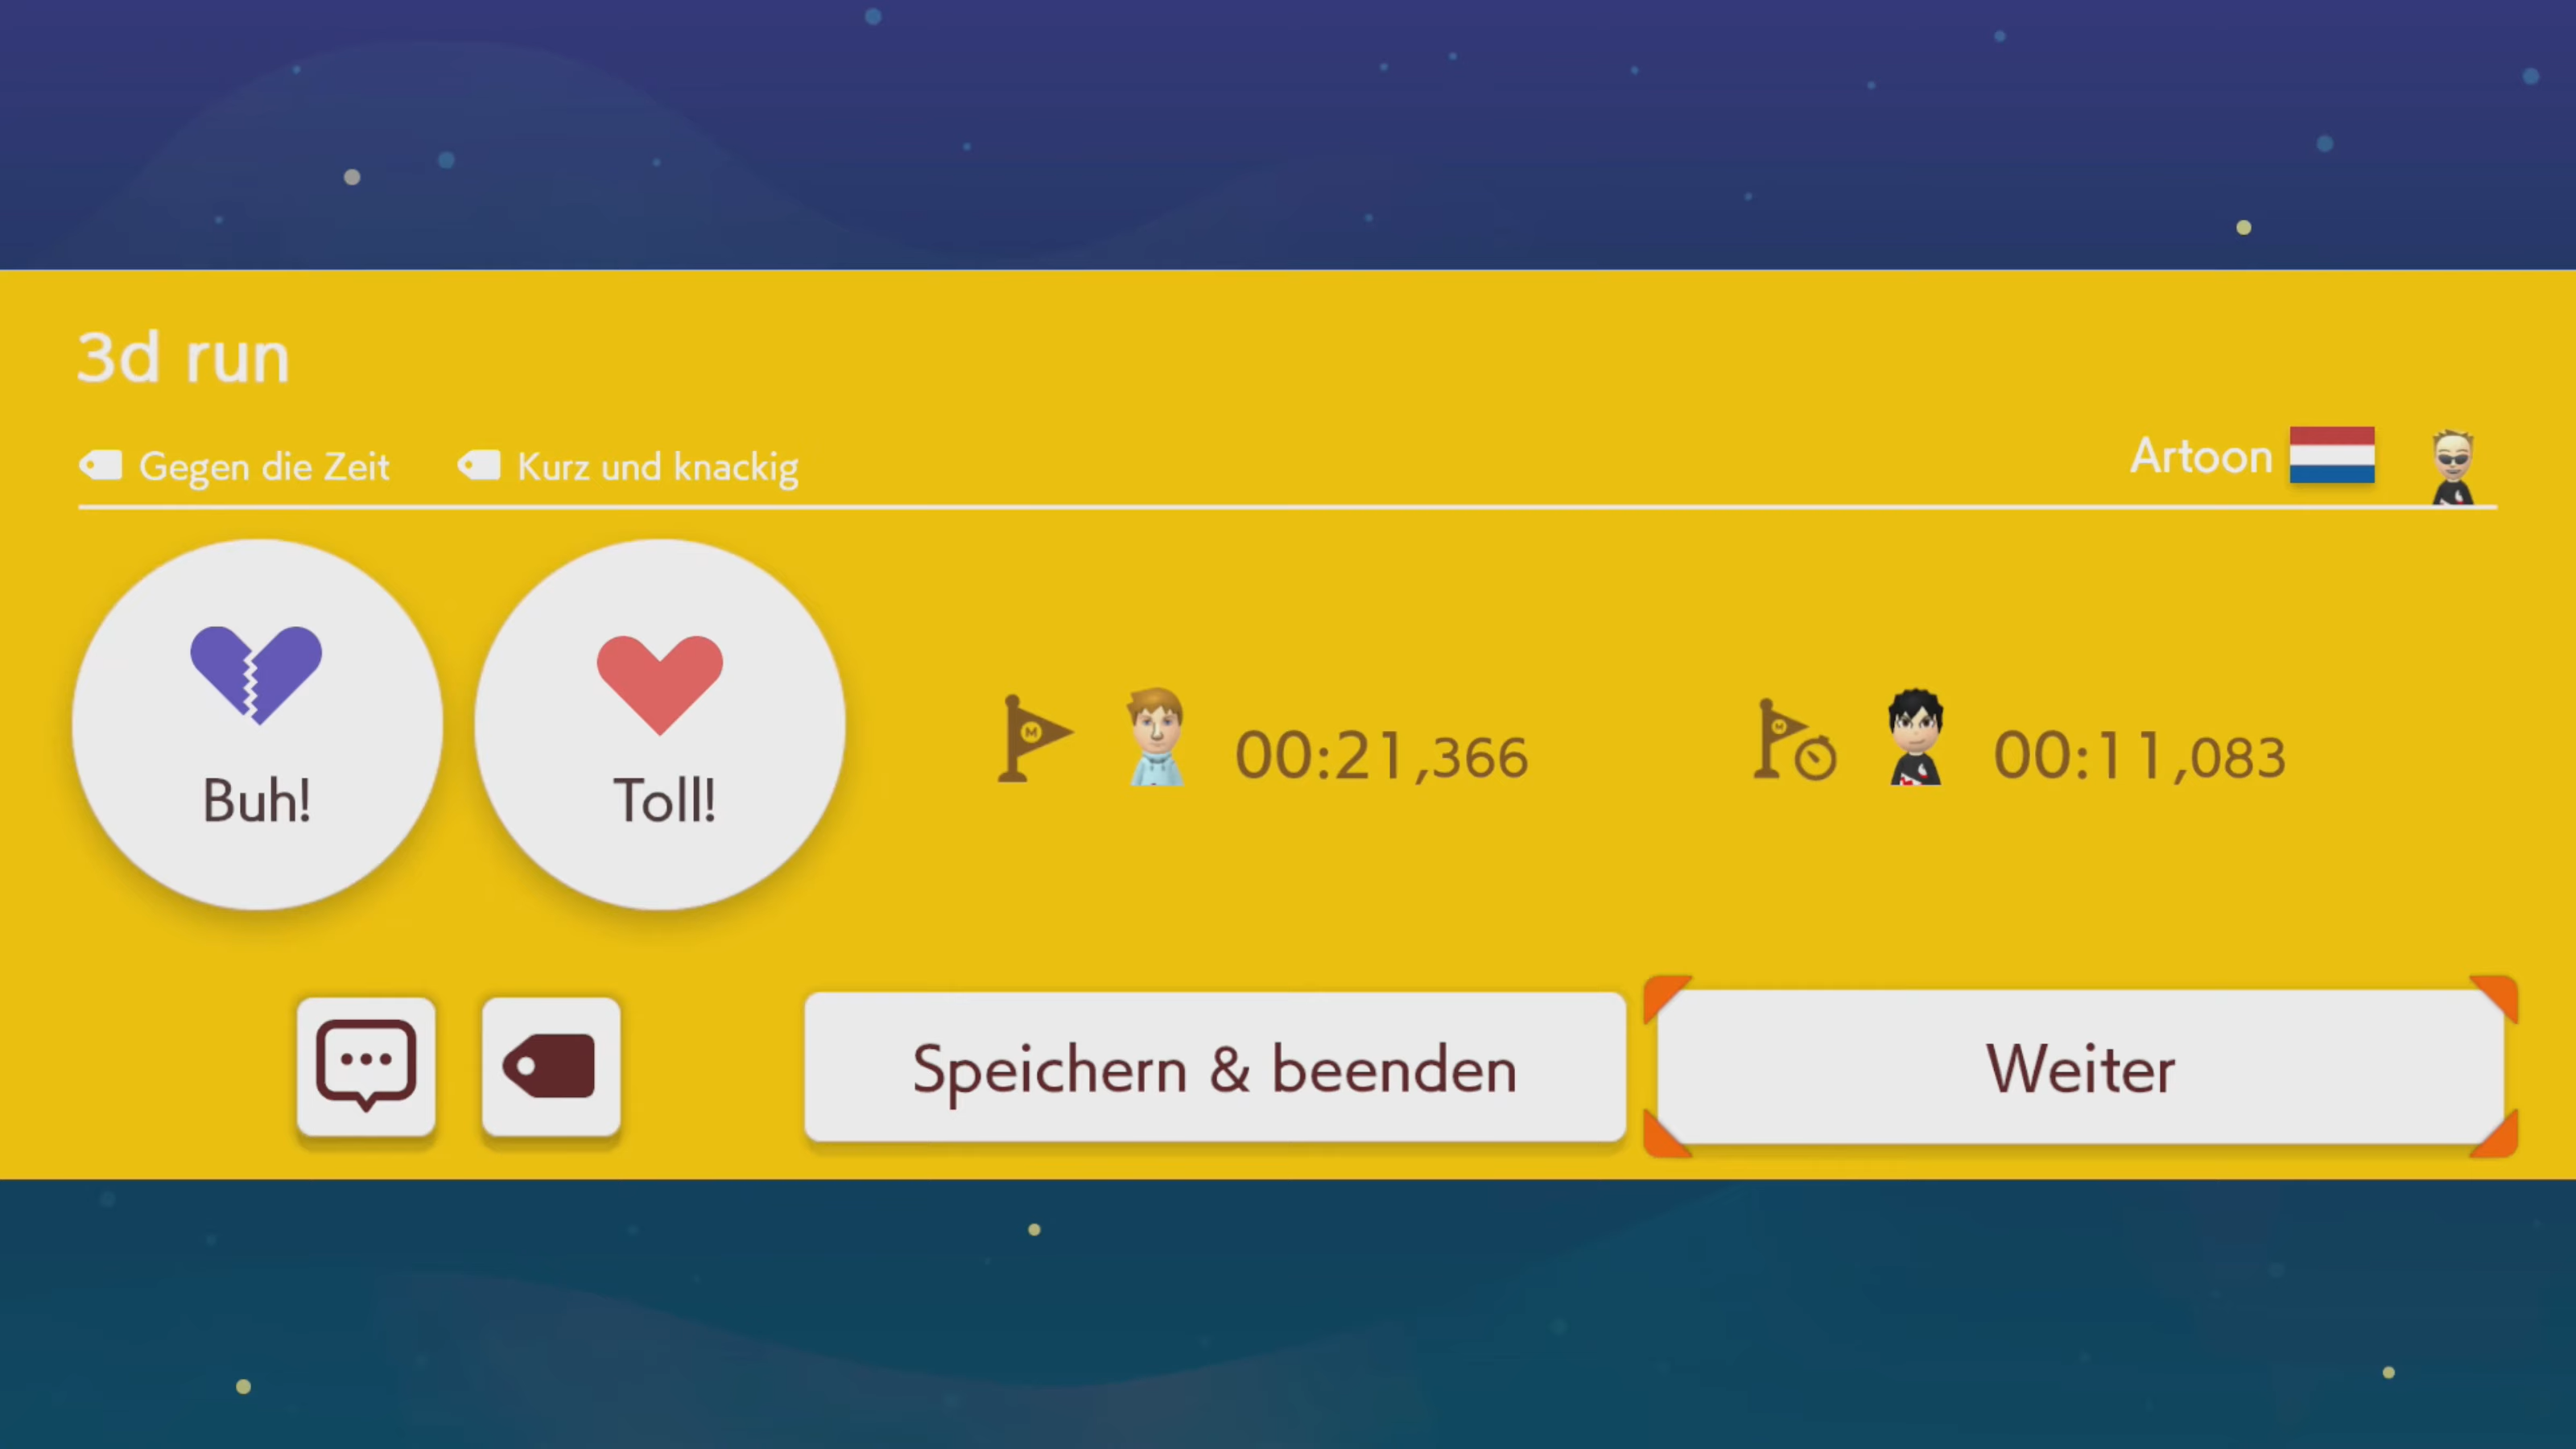 3d run
Gegen die Zeit
Kurz und knackig
Artoon
Buh!
Toll!
M
00:21,366
M
00:11,083
Speichern & beenden
Weiter